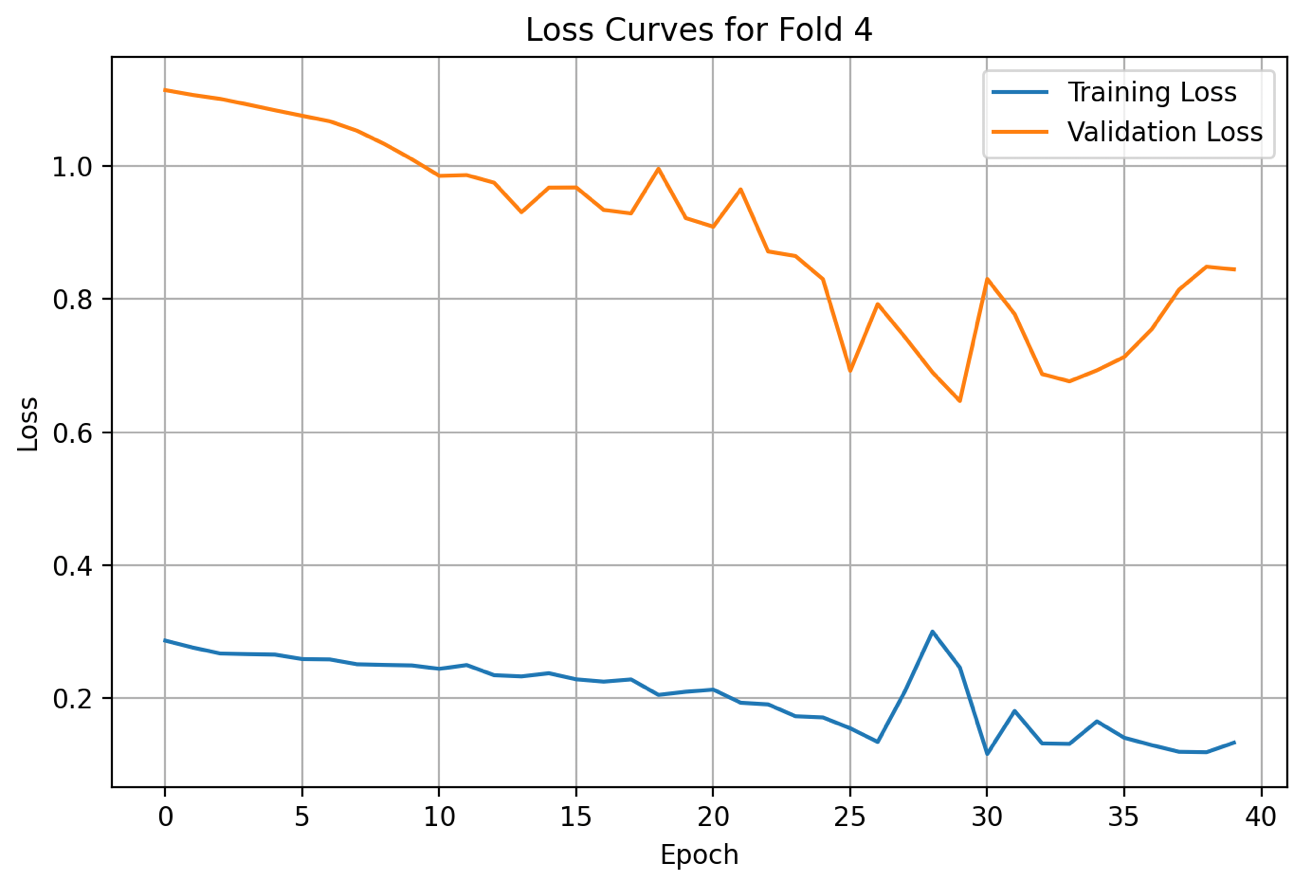 Loss Curves for Fold 4
Training Loss
Validation Loss
1.0
0.8
0.6
0.4
0.2
Loss
0 5 10 15 20 25 30 35 40
Epoch